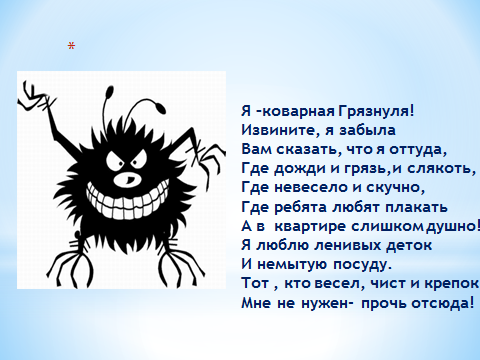 *
Я –коварная Грязнуля!
Извините, я забыла
Вам сказать, что я оттуда,
Где дожди и грязь,и слякоть,
Где невесело и скучно,
Где ребята любят плакать
А в квартире слишком душно!
Я люблю ленивых деток
И немытую посуду.
Тот , кто весел, чист и крепок
Мне не нужен– прочь отсюда!